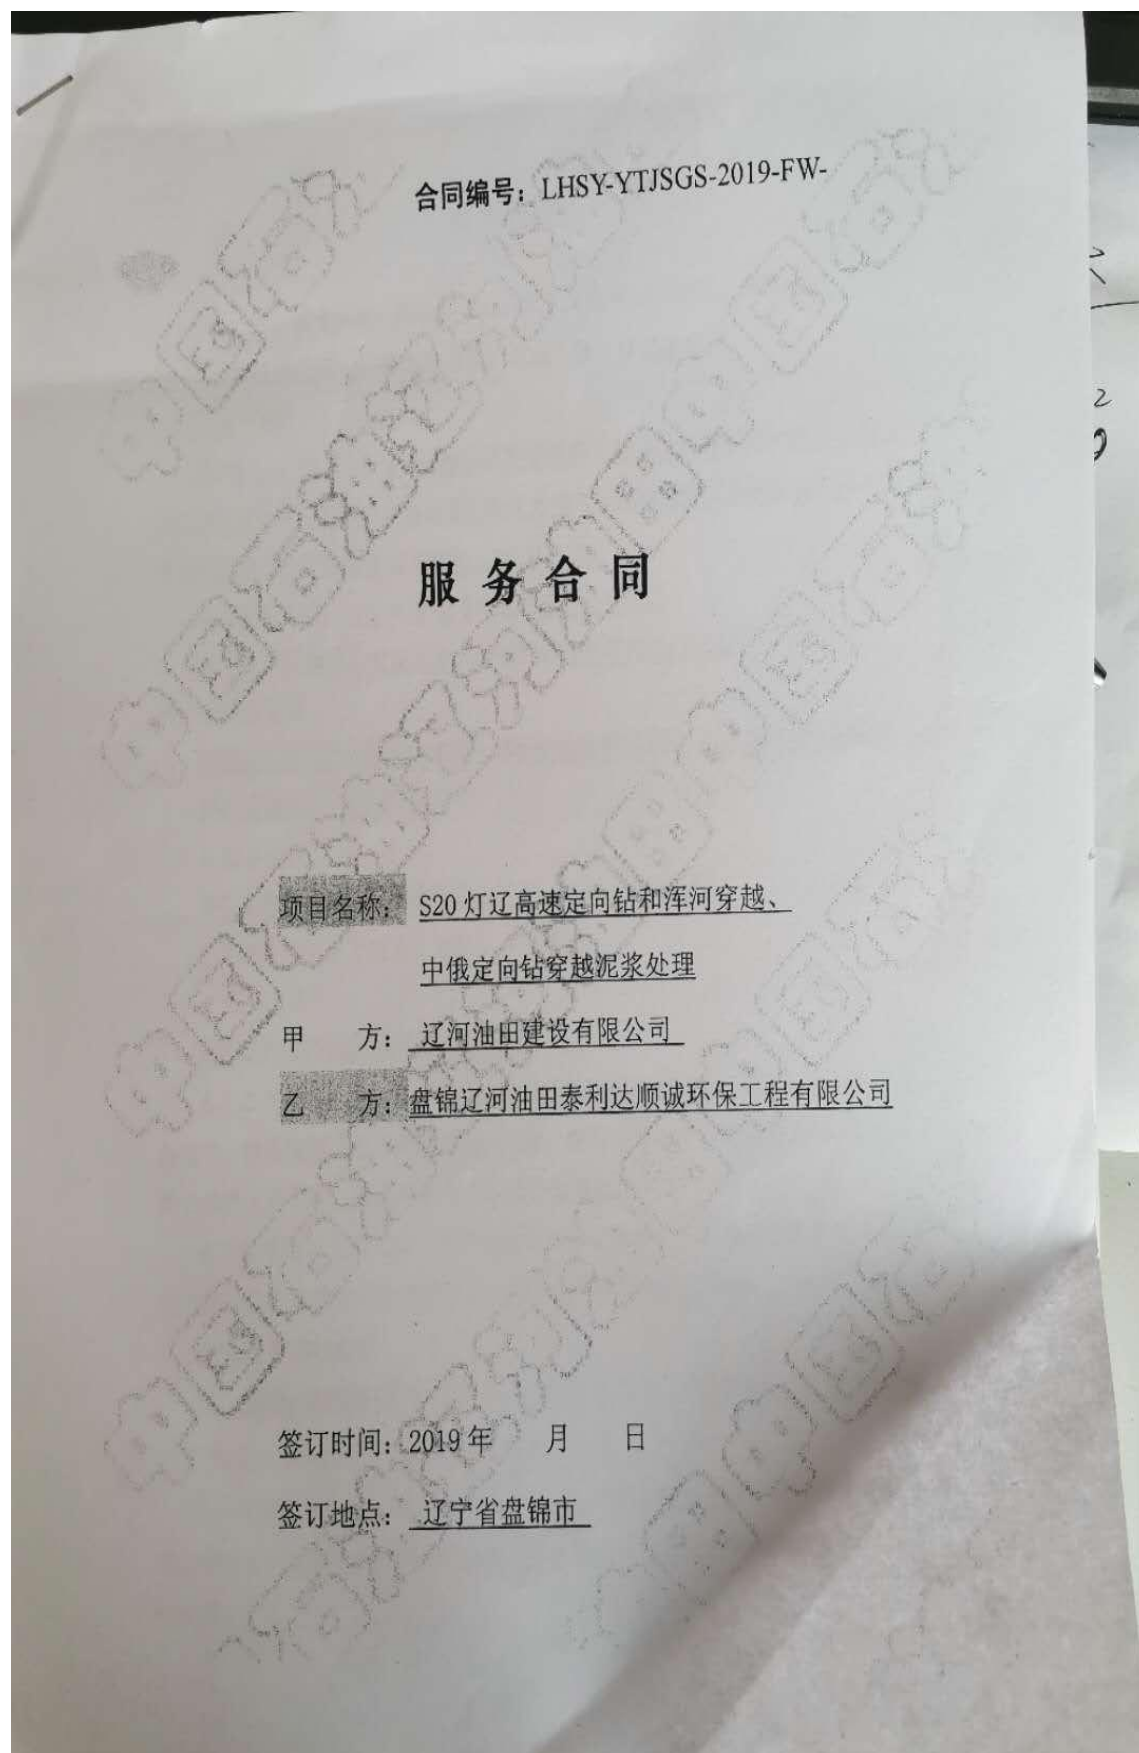 合同编号：LHSY-YTJSGS-2019-FW-
服务合同
项目名称：S20灯辽高速定向钻和浑河穿越、
中俄定向钻穿越泥浆处理
甲 方：辽河油田建设有限公司
乙 方：盘锦辽河油田泰利达顺诚环保工程有限公司
签订时间：2019年 月 日
签订地点：辽宁省盘锦市